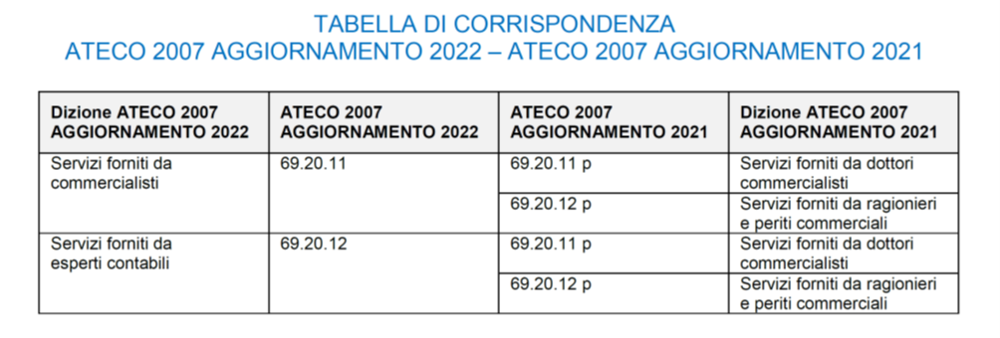 TABELLA DI CORRISPONDENZA
ATECO 2007 AGGIORNAMENTO 2022 – ATECO 2007 AGGIORNAMENTO 2021
Dizione ATECO 2007
AGGIORNAMENTO 2022
ATECO 2007
AGGIORNAMENTO 2022
ATECO 2007
AGGIORNAMENTO 2021
Dizione ATECO 2007
AGGIORNAMENTO 2021
Servizi forniti da
commercialisti
69.20.11
69.20.11 p
Servizi forniti da dottori
commercialisti
69.20.12 p
Servizi forniti da ragionieri
e periti commerciali
Servizi forniti da
esperti contabili
69.20.12
69.20.11 p
Servizi forniti da dottori
commercialisti
69.20.12 p
Servizi forniti da ragionieri
e periti commerciali